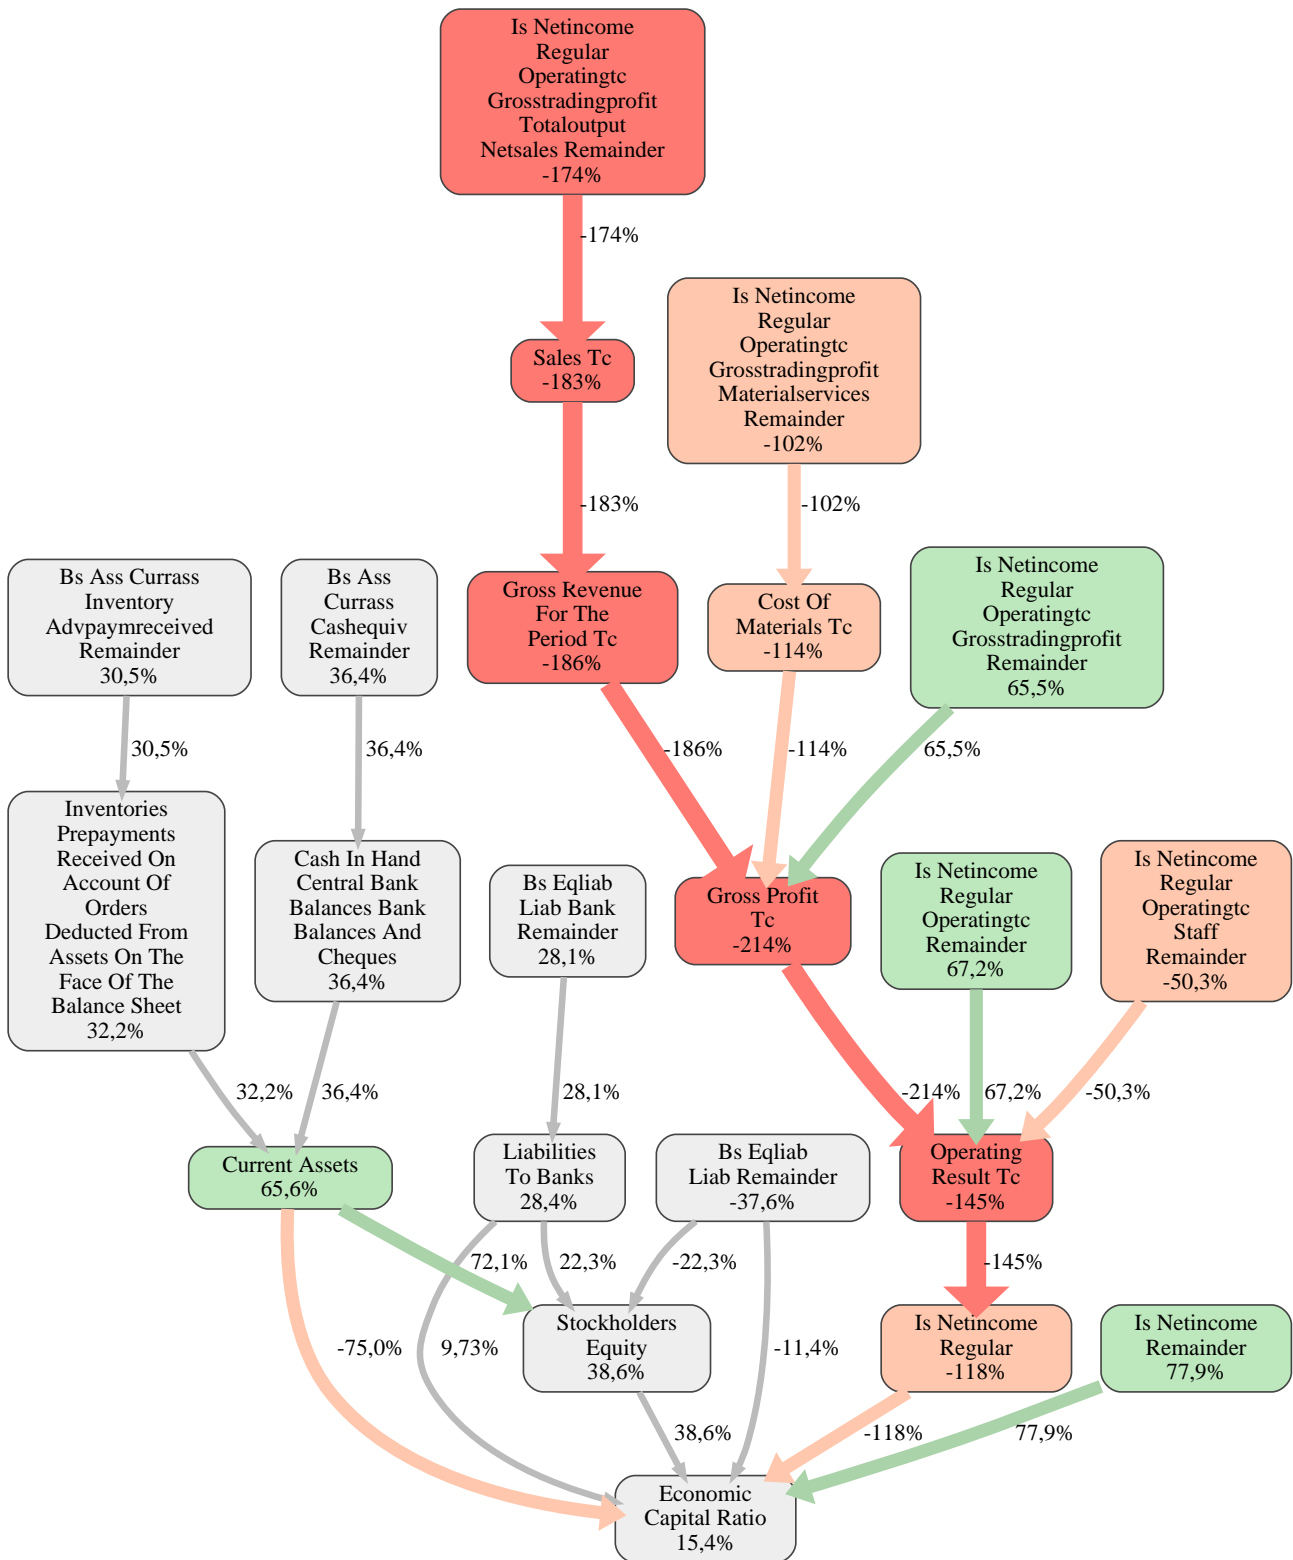 Is Netincome
Regular
Operatingtc
Grosstradingprofit
Totaloutput
Netsales Remainder
-174%
-174%
Is Netincome
Regular
Operatingtc
Grosstradingprofit
Materialservices
Remainder
-102%
Sales Tc
-183%
-183%
-102%
Bs Ass Currass
Inventory
Advpaymreceived
Remainder
30,5%
Bs Ass
Currass
Cashequiv
Remainder
36,4%
Gross Revenue
For The
Period Tc
-186%
Cost Of
Materials Tc
-114%
Is Netincome
Regular
Operatingtc
Grosstradingprofit
Remainder
65,5%
30,5%
36,4%
-186%
-114%
65,5%
Inventories
Prepayments
Received On
Account Of
Orders
Deducted From
Assets On The
Face Of The
Balance Sheet
32,2%
Cash In Hand
Central Bank
Balances Bank
Balances And
Cheques
36,4%
Bs Eqliab
Liab Bank
Remainder
28,1%
Gross Profit
Tc
-214%
Is Netincome
Regular
Operatingtc
Remainder
67,2%
Is Netincome
Regular
Operatingtc
Staff
Remainder
-50,3%
32,2%
36,4%
28,1%
-214%
67,2%
-50,3%
Current Assets
65,6%
Liabilities
To Banks
28,4%
Bs Eqliab
Liab Remainder
-37,6%
Operating
Result Tc
-145%
72,1%
22,3%
-22,3%
-145%
-75,0%
9,73%
Stockholders
Equity
38,6%
-11,4%
Is Netincome
Regular
-118%
Is Netincome
Remainder
77,9%
38,6%
-118%
77,9%
Economic
Capital Ratio
15,4%